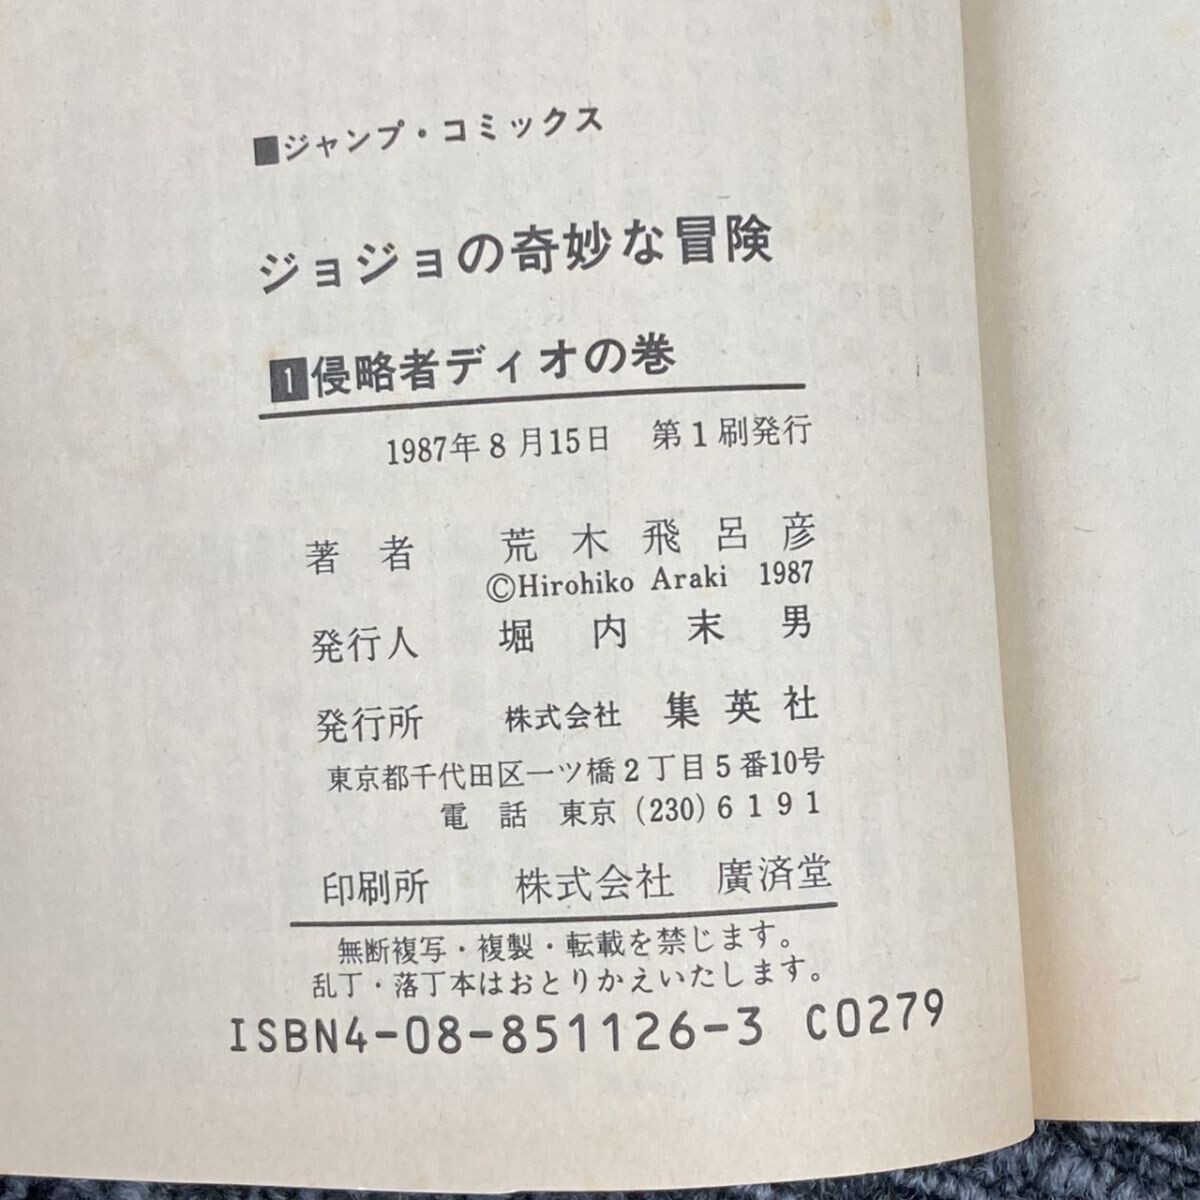 ■ジャンプ・コミックス
ジョジョの奇妙な冒険
1侵略者ディオの巻
1987年8月15日 第1刷発行
著者 荒木飛呂彦
©Hirohiko Araki 1987
発行人 堀内末男
発行所 株式会社 集英社
東京都千代田区一ツ橋2丁目5番10号
電話 東京(230)6191
印刷所 株式会社 廣済堂
無断複写・複製・転載を禁じます。
乱丁・落丁本はおとりかえいたします。
ISBN4-08-851126-3 C0279